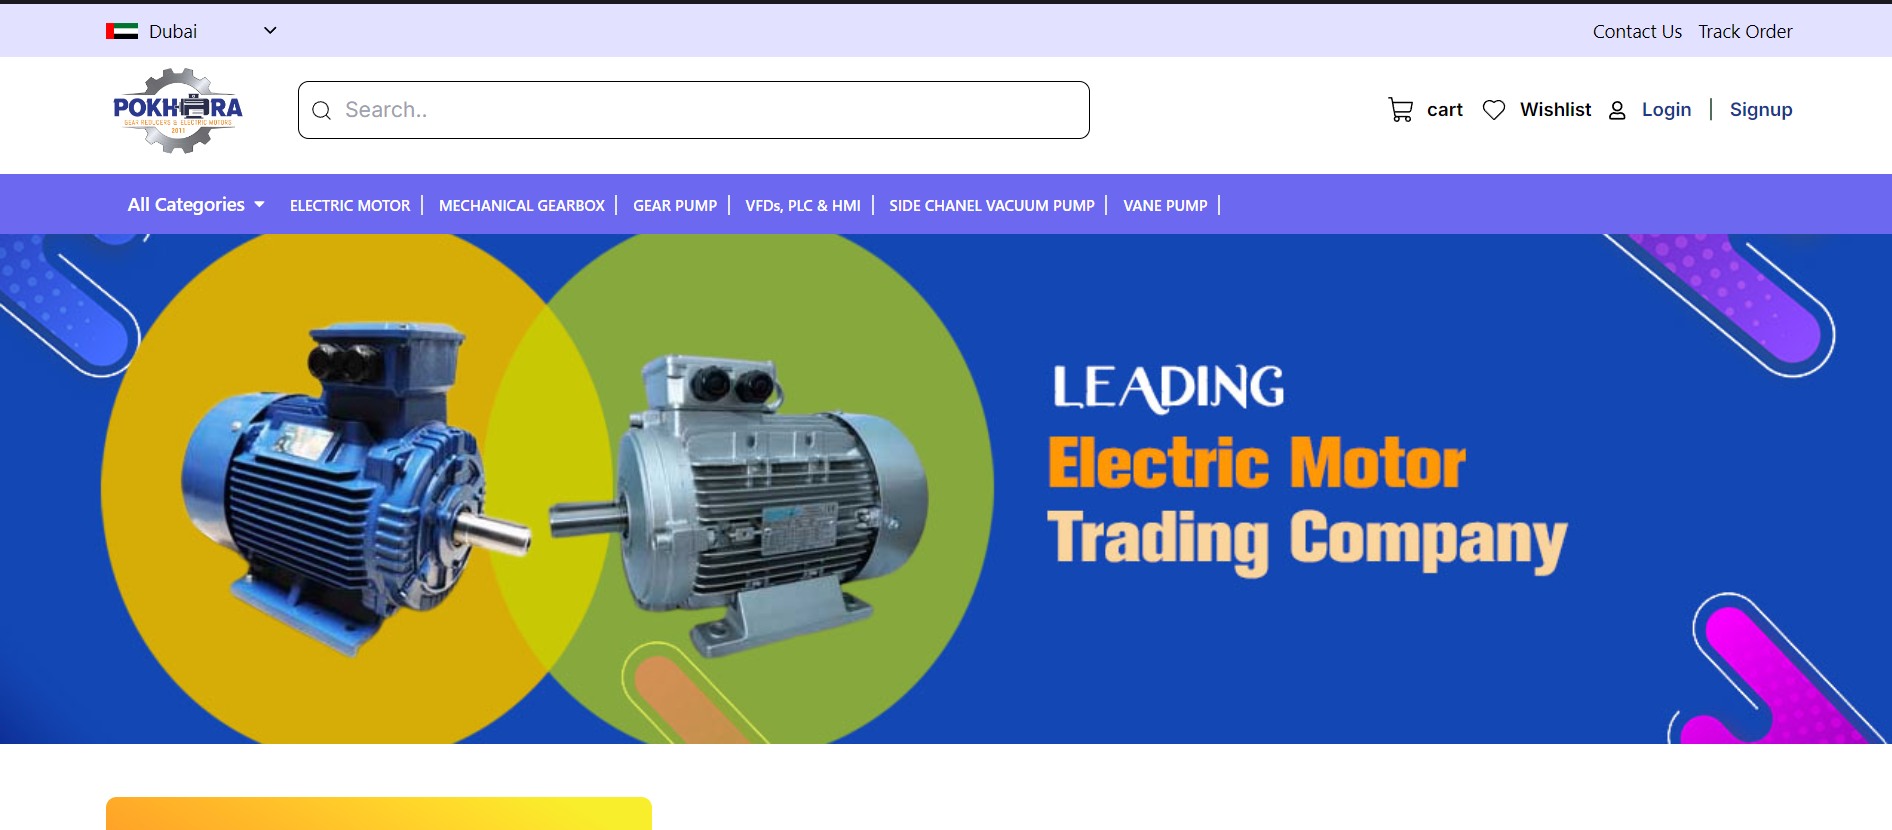 Dubai
Contact Us Track Order
POKHARA
GEAR REDUCERS & ELECTRIC MOTORS
2011
Search..
cart Wishlist Login Signup
All Categories ELECTRIC MOTOR MECHANICAL GEARBOX GEAR PUMP VFDs, PLC & HMI SIDE CHANEL VACUUM PUMP VANE PUMP
LEADING
Electric Motor
Trading Company